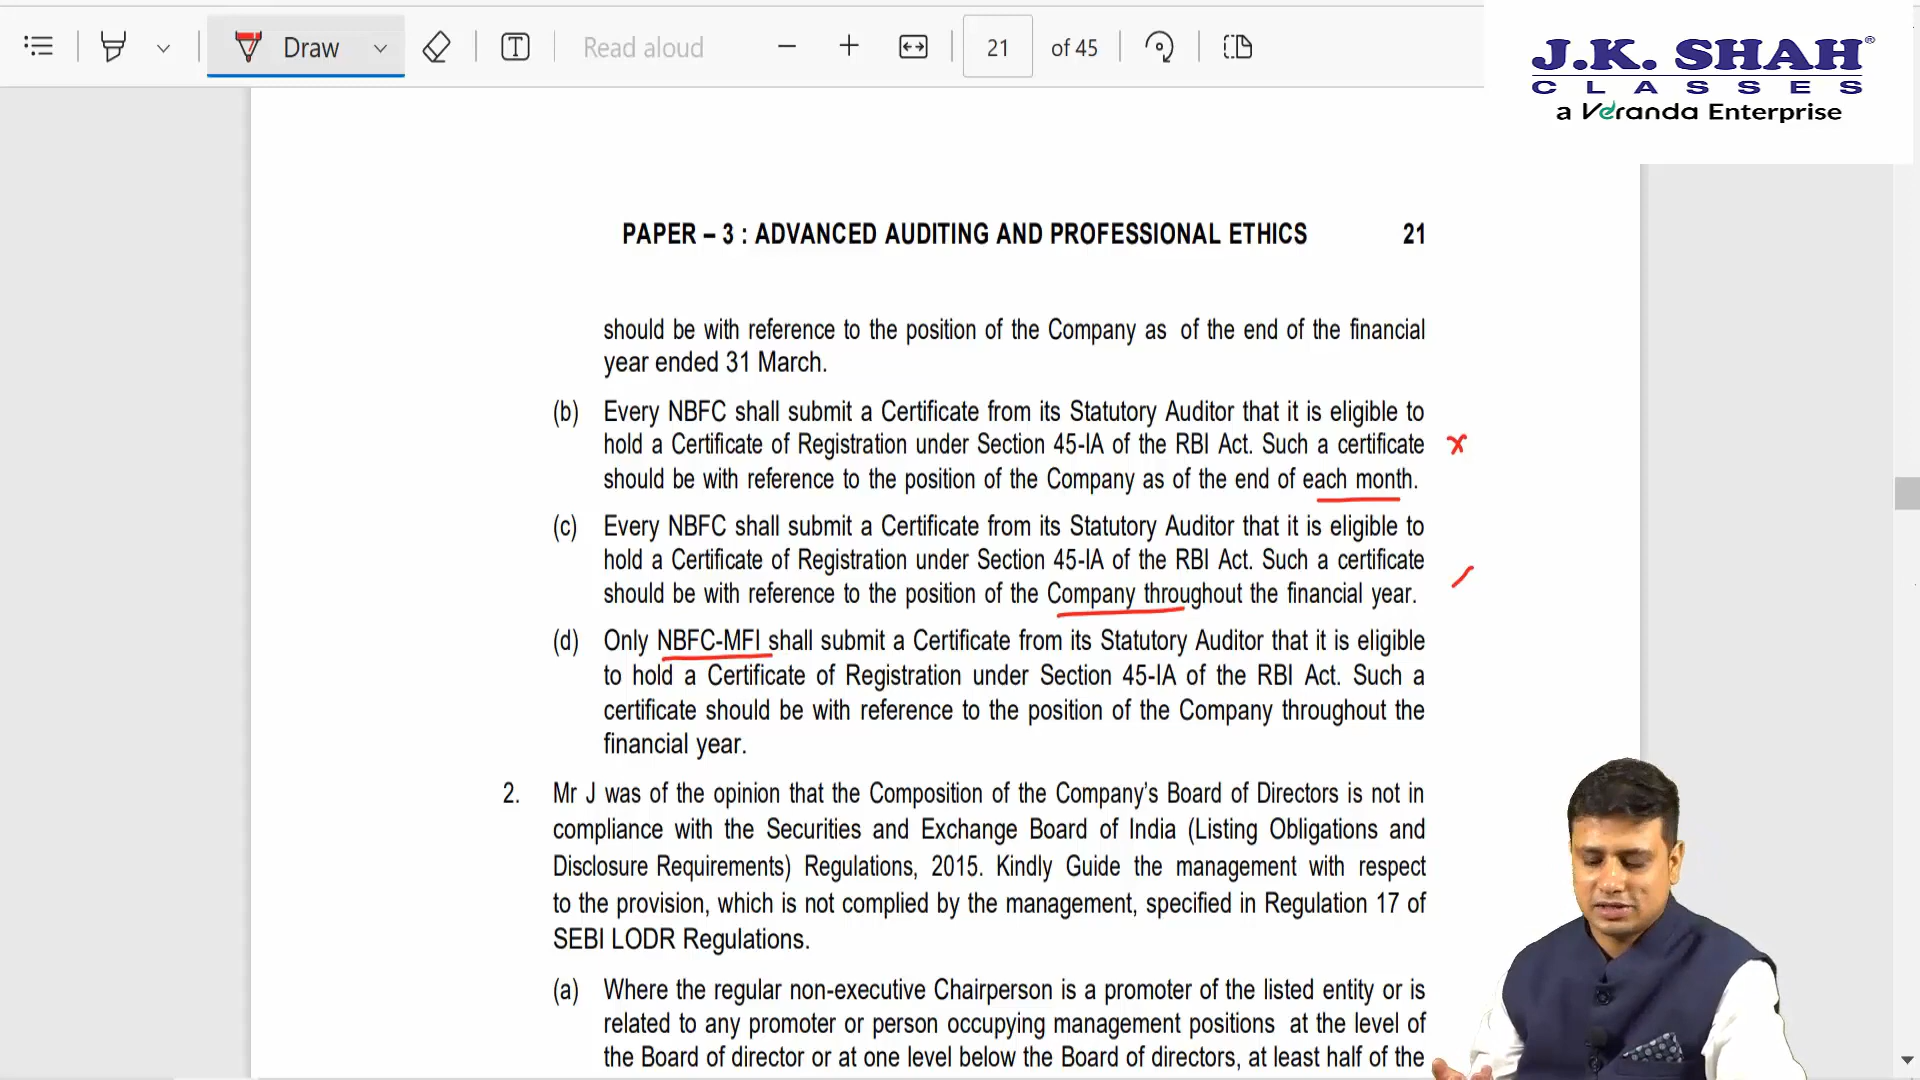 Draw
Read aloud
21
of 45
J.K. SHAH®
CLASSES
a Veranda Enterprise
PAPER – 3 : ADVANCED AUDITING AND PROFESSIONAL ETHICS 21
should be with reference to the position of the Company as of the end of the financial
year ended 31 March.
(b) Every NBFC shall submit a Certificate from its Statutory Auditor that it is eligible to
hold a Certificate of Registration under Section 45-IA of the RBI Act. Such a certificate
should be with reference to the position of the Company as of the end of each month.
(c) Every NBFC shall submit a Certificate from its Statutory Auditor that it is eligible to
hold a Certificate of Registration under Section 45-IA of the RBI Act. Such a certificate
should be with reference to the position of the Company throughout the financial year.
(d) Only NBFC-MFI shall submit a Certificate from its Statutory Auditor that it is eligible
to hold a Certificate of Registration under Section 45-IA of the RBI Act. Such a
certificate should be with reference to the position of the Company throughout the
financial year.
2. Mr J was of the opinion that the Composition of the Company's Board of Directors is not in
compliance with the Securities and Exchange Board of India (Listing Obligations and
Disclosure Requirements) Regulations, 2015. Kindly Guide the management with respect
to the provision, which is not complied by the management, specified in Regulation 17 of
SEBI LODR Regulations.
(a) Where the regular non-executive Chairperson is a promoter of the listed entity or is
related to any promoter or person occupying management positions at the level of
the Board of director or at one level below the Board of directors, at least half of the